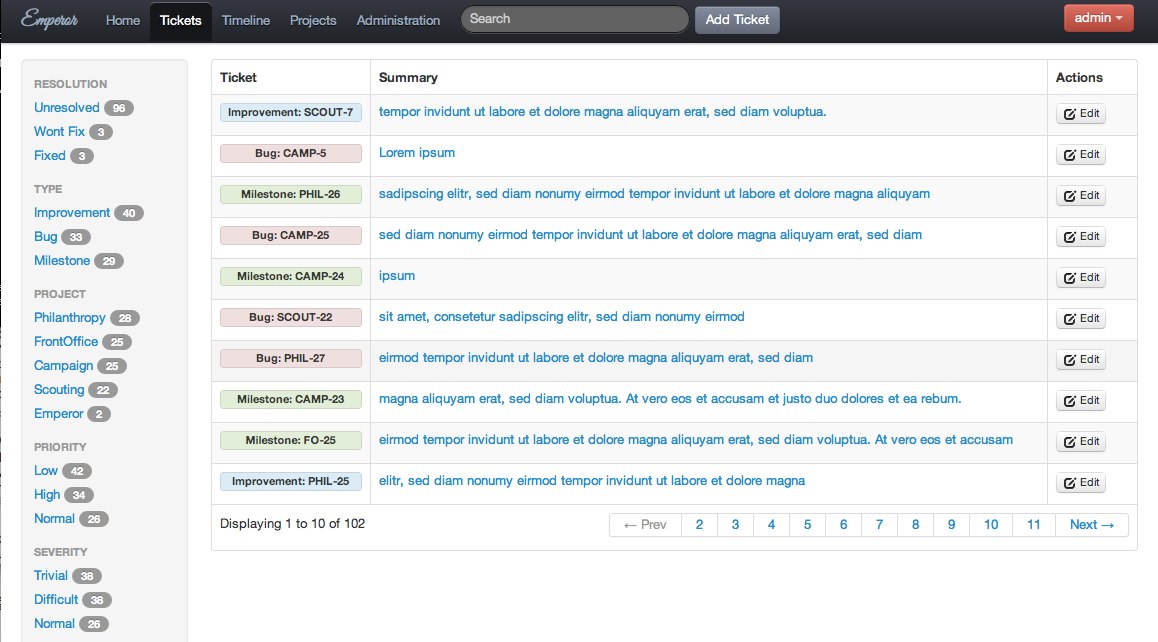 Emperor Home Tickets Timeline Projects Administration Search Add Ticket admin
RESOLUTION
Unresolved 96
Wont Fix 3
Fixed 3
TYPE
Improvement 40
Bug 33
Milestone 29
PROJECT
Philanthropy 28
FrontOffice 25
Campaign 25
Scouting 22
Emperor 2
PRIORITY
Low 42
High 34
Normal 26
SEVERITY
Trivial 38
Difficult 38
Normal 26
Ticket Summary Actions
Improvement: SCOUT-7 tempor invidunt ut labore et dolore magna aliquyam erat, sed diam voluptua. Edit
Bug: CAMP-5 Lorem ipsum Edit
Milestone: PHIL-26 sadipscing elitr, sed diam nonumy eirmod tempor invidunt ut labore et dolore magna aliquyam Edit
Bug: CAMP-25 sed diam nonumy eirmod tempor invidunt ut labore et dolore magna aliquyam erat, sed diam Edit
Milestone: CAMP-24 ipsum Edit
Bug: SCOUT-22 sit amet, consetetur sadipscing elitr, sed diam nonumy eirmod Edit
Bug: PHIL-27 eirmod tempor invidunt ut labore et dolore magna aliquyam erat, sed diam Edit
Milestone: CAMP-23 magna aliquyam erat, sed diam voluptua. At vero eos et accusam et justo duo dolores et ea rebum. Edit
Milestone: FO-25 eirmod tempor invidunt ut labore et dolore magna aliquyam erat, sed diam voluptua. At vero eos et accusam Edit
Improvement: PHIL-25 elitr, sed diam nonumy eirmod tempor invidunt ut labore et dolore magna Edit
Displaying 1 to 10 of 102 ← Prev 2 3 4 5 6 7 8 9 10 11 Next →